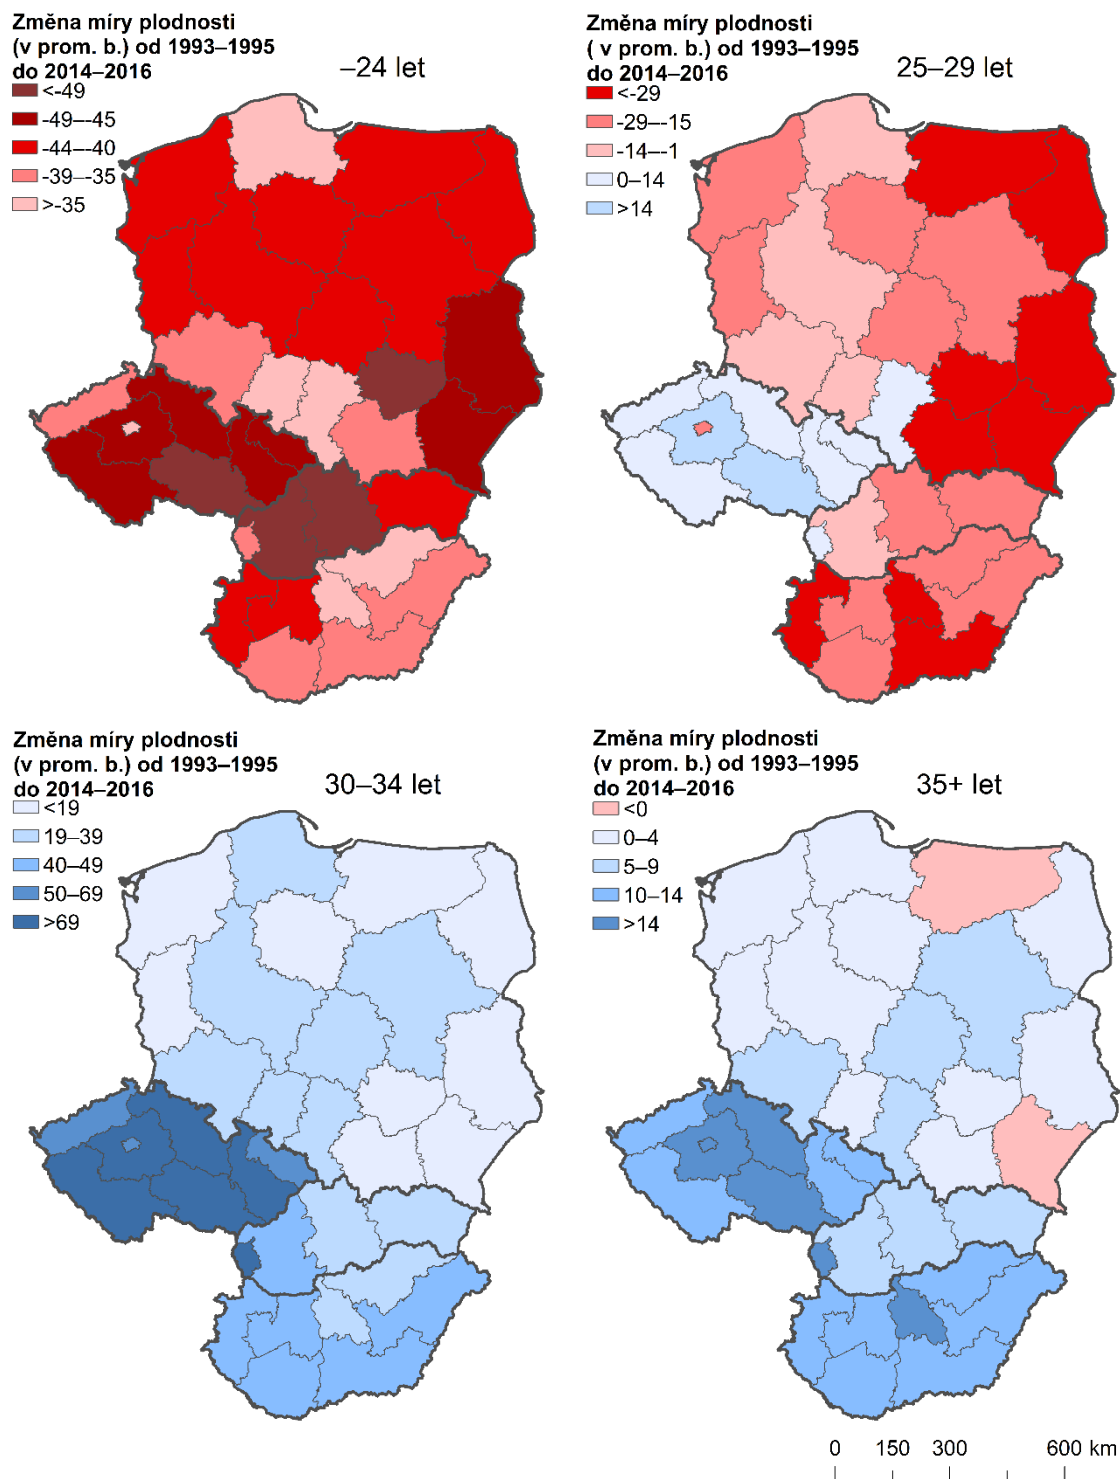 Změna míry plodnosti
(v prom. b.) od 1993–1995
do 2014–2016
–24 let
<-49
-49–-45
-44–-40
-39–-35
>-35
Změna míry plodnosti
( v prom. b.) od 1993–1995
do 2014–2016
25–29 let
<-29
-29–-15
-14–-1
0–14
>14
Změna míry plodnosti
(v prom. b.) od 1993–1995
do 2014–2016
30–34 let
<19
19–39
40–49
50–69
>69
Změna míry plodnosti
(v prom. b.) od 1993–1995
do 2014–2016
35+ let
<0
0–4
5–9
10–14
>14
0 150 300 600 km